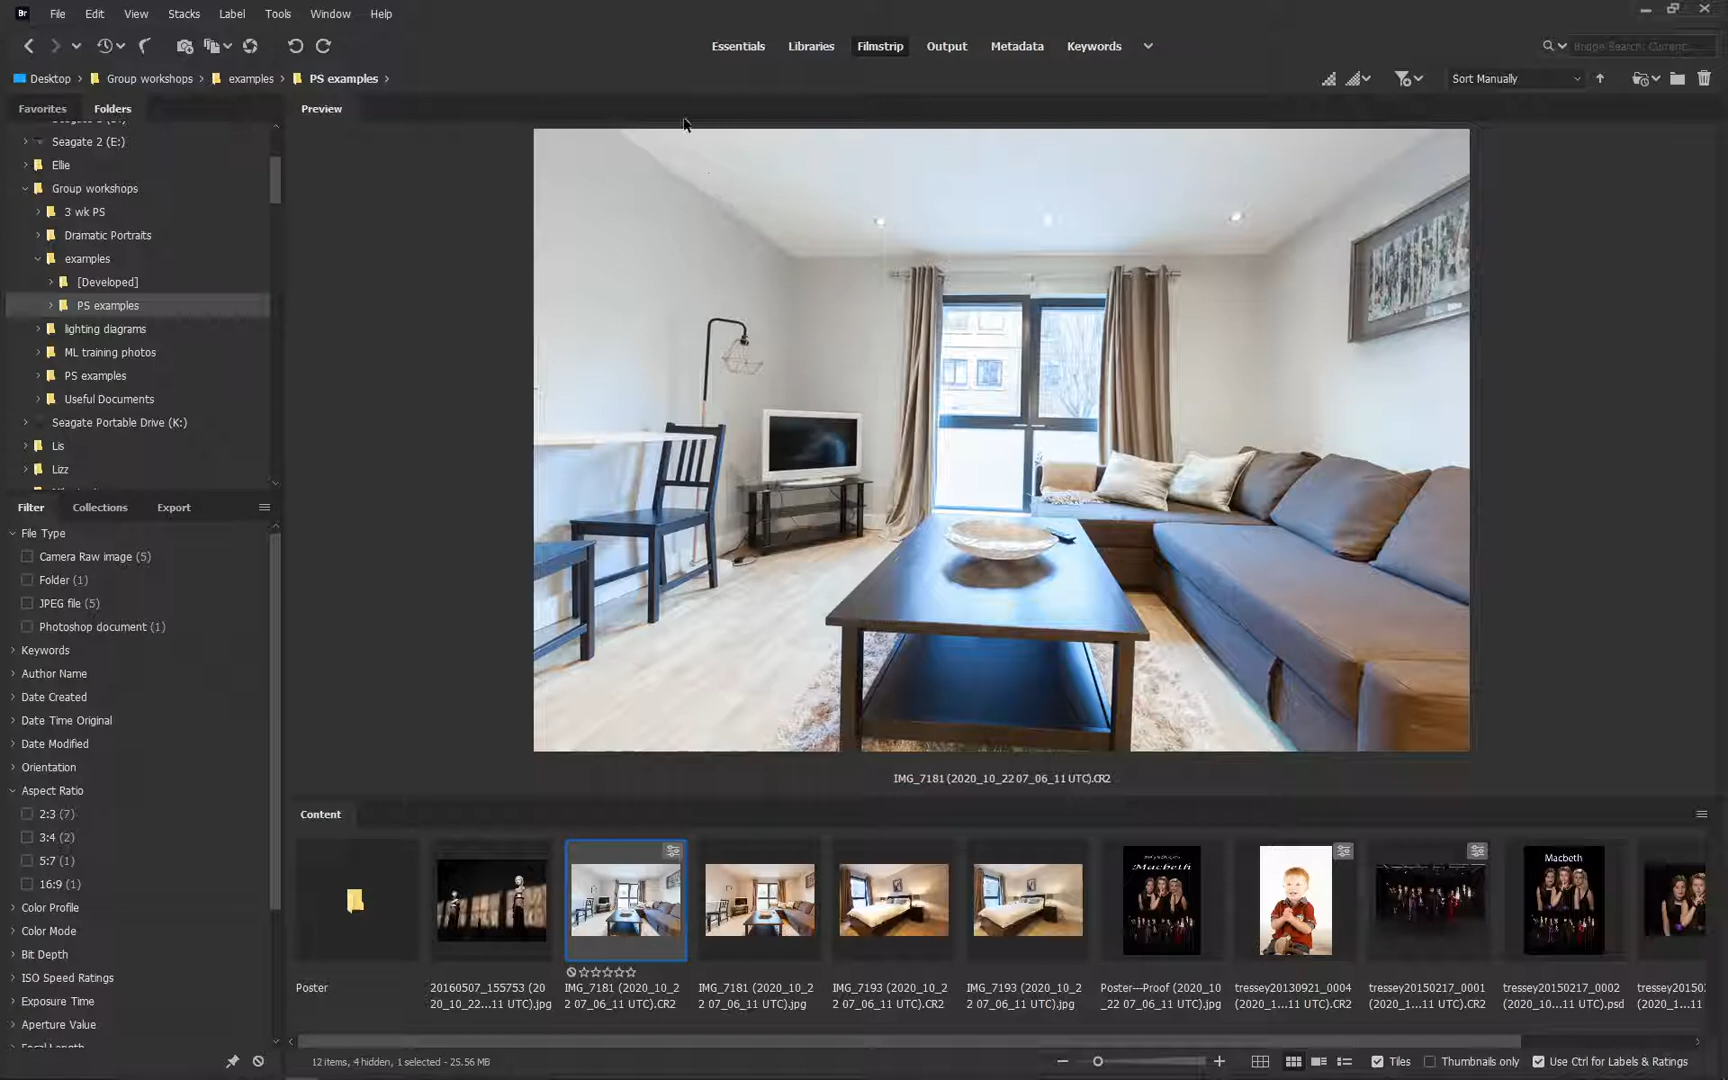 Br File Edit View Stacks Label Tools Window Help
Essentials Libraries Filmstrip Output Metadata Keywords
Bridge Search: Current...
Desktop > Group workshops > examples > PS examples >
Sort Manually
Favorites Folders
Preview
Seagate 2 (E:)
Ellie
Group workshops
3 wk PS
Dramatic Portraits
examples
[Developed]
PS examples
lighting diagrams
ML training photos
PS examples
Useful Documents
Seagate Portable Drive (K:)
Lis
Lizz
Filter Collections Export
File Type
Camera Raw image (5)
Folder (1)
JPEG file (5)
Photoshop document (1)
Keywords
Author Name
Date Created
Date Time Original
Date Modified
Orientation
Aspect Ratio
2:3 (7)
3:4 (2)
5:7 (1)
16:9 (1)
Color Profile
Color Mode
Bit Depth
ISO Speed Ratings
Exposure Time
Aperture Value
IMG_7181 (2020_10_22 07_06_11 UTC).CR2
Content
Macbeth
Macbeth
Poster
20160507_155753 (20
20_10_22...11 UTC).jpg
IMG_7181 (2020_10_2
2 07_06_11 UTC).CR2
IMG_7181 (2020_10_2
2 07_06_11 UTC).jpg
IMG_7193 (2020_10_2
2 07_06_11 UTC).CR2
IMG_7193 (2020_10_2
2 07_06_11 UTC).jpg
Poster---Proof (2020_10
_22 07_06_11 UTC).jpg
tressey20130921_0004
(2020_1...11 UTC).CR2
tressey20150217_0001
(2020_1...11 UTC).CR2
tressey20150217_0002
(2020_10...11 UTC).psd
tressey20150
(2020_1...11
12 items, 4 hidden, 1 selected - 25.56 MB
Tiles Thumbnails only Use Ctrl for Labels & Ratings